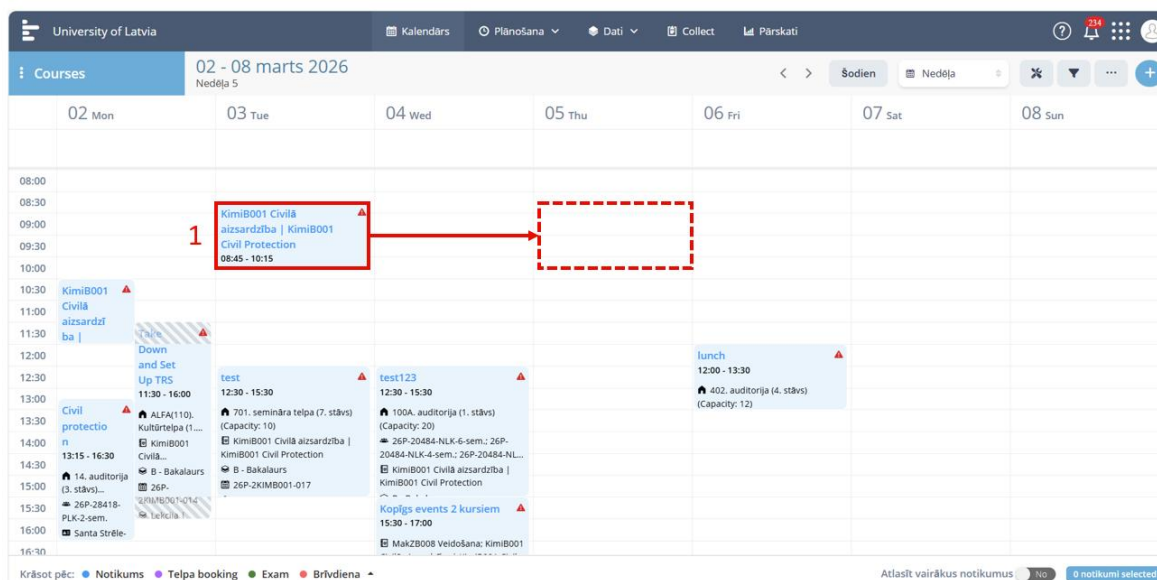 University of Latvia
Kalendārs
Plānošana
Dati
Collect
Pārskati
234
Courses
02 - 08 marts 2026
Nedēļa 5
Šodien
Nedēļa
02 Mon
03 Tue
04 Wed
05 Thu
06 Fri
07 Sat
08 Sun
08:00
08:30
09:00
09:30
10:00
10:30
11:00
11:30
12:00
12:30
13:00
13:30
14:00
14:30
15:00
15:30
16:00
16:30
1
KimiB001 Civilā
aizsardzība | KimiB001
Civil Protection
08:45 - 10:15
KimiB001
Civilā
aizsardzī
ba |
Take
Down
and Set
Up TRS
11:30 - 16:00
ALFA(110).
Kultūrtelpa (1....
KimiB001
Civilā...
B - Bakalaurs
26P-
2KIMB001-014
Lekcija |
Civil
protectio
n
13:15 - 16:30
14. auditorija
(3. stāvs)...
26P-28418-
PLK-2-sem.
Santa Strēle-
test
12:30 - 15:30
701. semināra telpa (7. stāvs)
(Capacity: 10)
KimiB001 Civilā aizsardzība |
KimiB001 Civil Protection
B - Bakalaurs
26P-2KIMB001-017
test123
12:30 - 15:30
100A. auditorija (1. stāvs)
(Capacity: 20)
26P-20484-NLK-6-sem.; 26P-
20484-NLK-4-sem.; 26P-20484-NL...
KimiB001 Civilā aizsardzība |
KimiB001 Civil Protection
Kopīgs events 2 kursiem
15:30 - 17:00
MakZB008 Veidošana; KimiB001
lunch
12:00 - 13:30
402. auditorija (4. stāvs)
(Capacity: 12)
Krāsot pēc: Notikums Telpa booking Exam Brīvdiena
Atlasīt vairākus notikumus No 0 notikumi selected